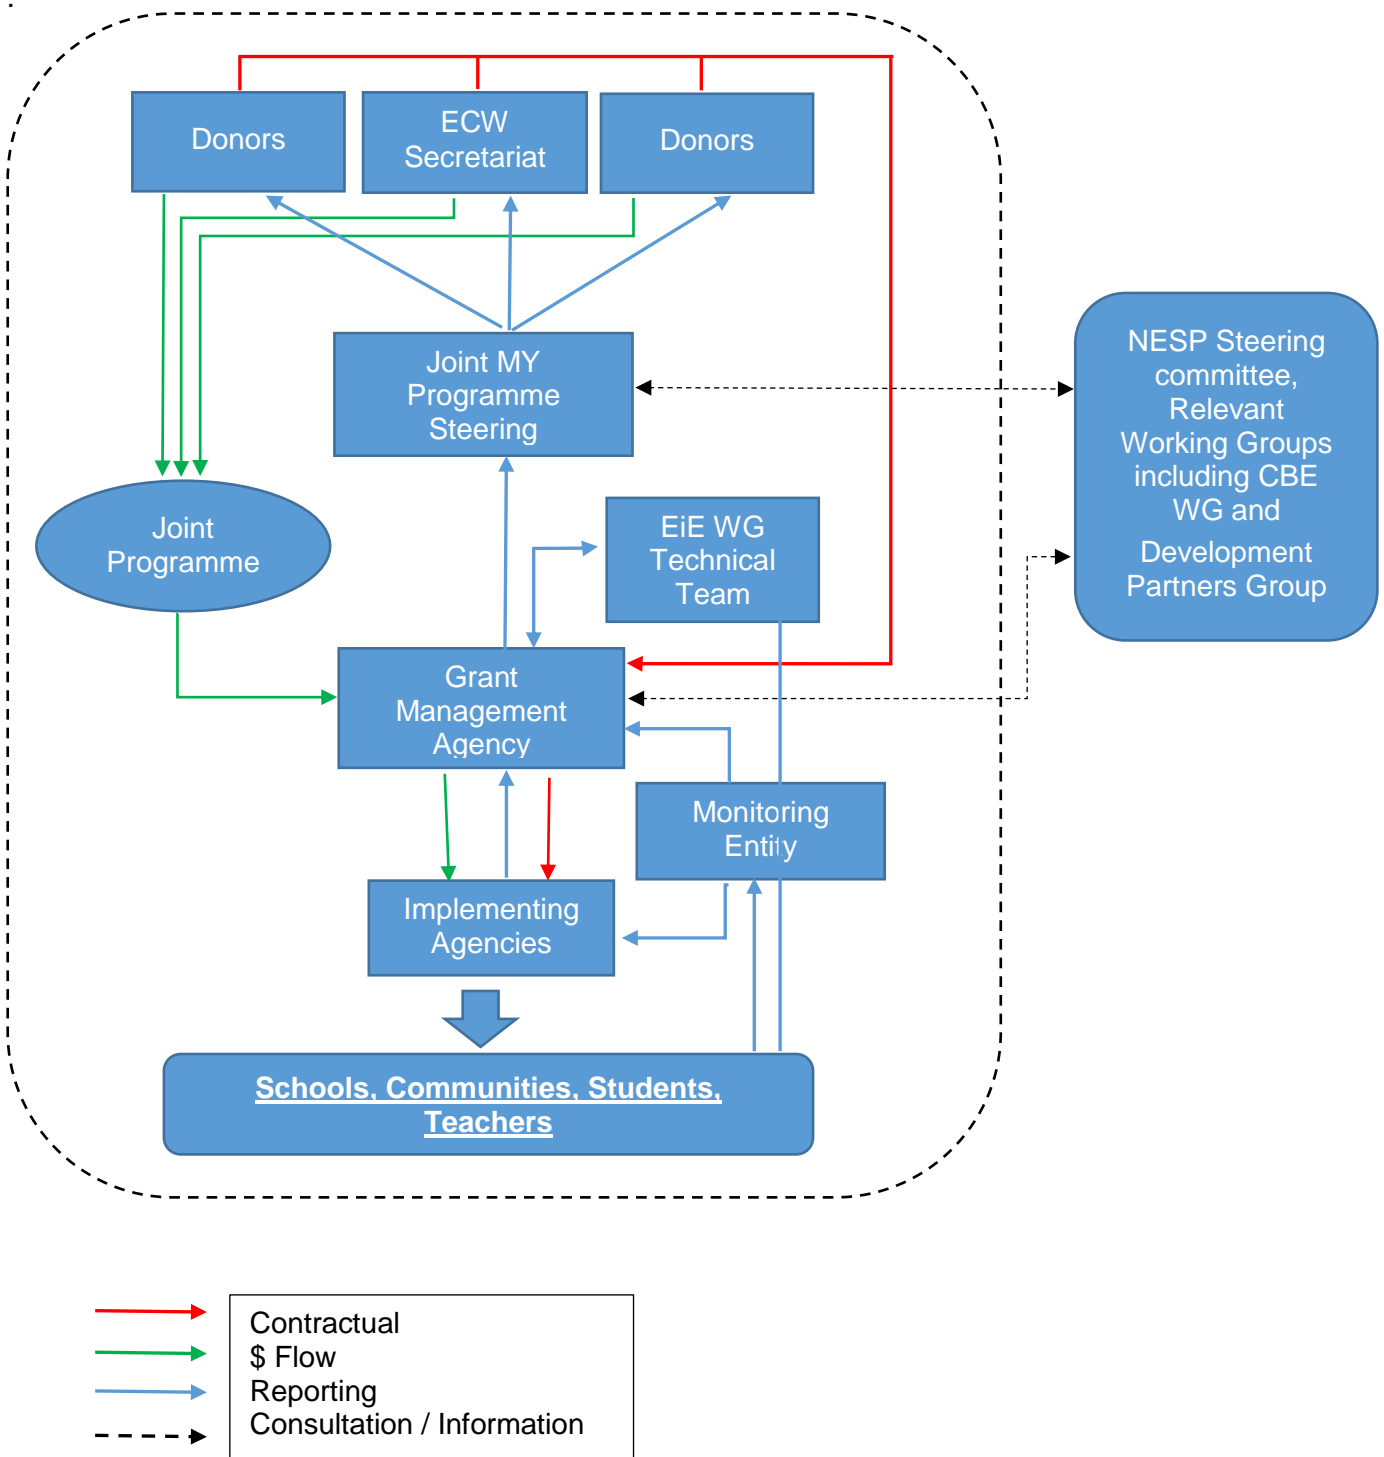 .
Donors
ECW
Secretariat
Donors
Joint MY
Programme
Steering
NESP Steering
committee,
Relevant
Working Groups
including CBE
WG and
Development
Partners Group
Joint
Programme
EiE WG
Technical
Team
Grant
Management
Agency
Monitoring
Entity
Implementing
Agencies
Schools, Communities, Students,
Teachers
Contractual
$ Flow
Reporting
Consultation / Information